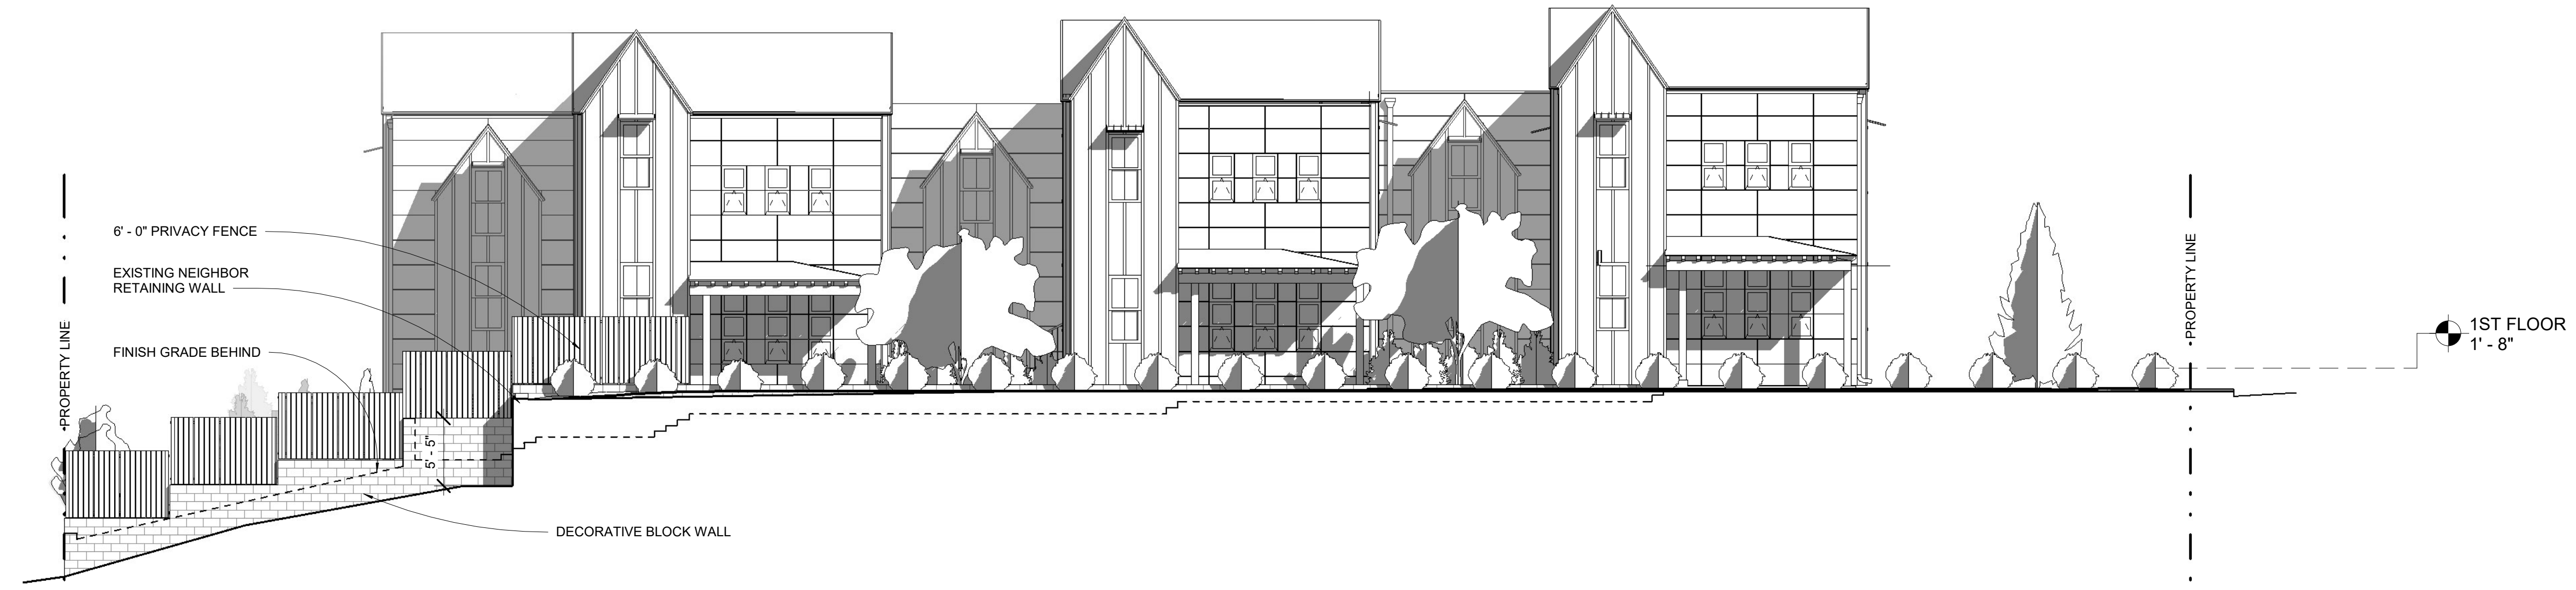 6' - 0" PRIVACY FENCE
EXISTING NEIGHBOR
RETAINING WALL
FINISH GRADE BEHIND
PROPERTY LINE
5' - 5"
DECORATIVE BLOCK WALL
PROPERTY LINE
1ST FLOOR
1' - 8"